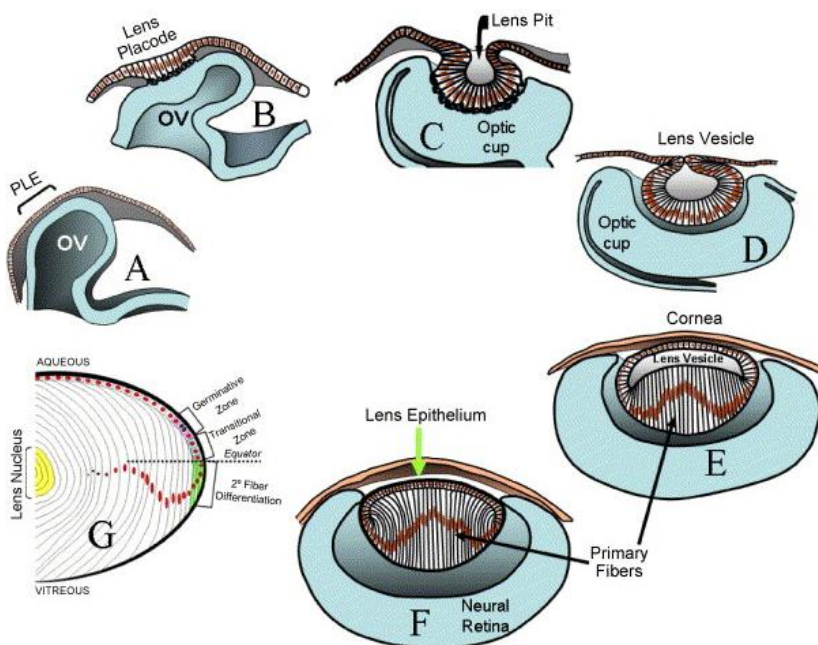 Lens
Placode
OV
B
Lens Pit
C
Optic
cup
Lens Vesicle
Optic
cup
D
PLE
OV
A
Cornea
Lens Vesicle
E
AQUEOUS
Germinative
Zone
Transitional
Zone
Equator
2° Fiber
Differentiation
Lens Nucleus
G
VITREOUS
Lens Epithelium
Primary
Fibers
F
Neural
Retina